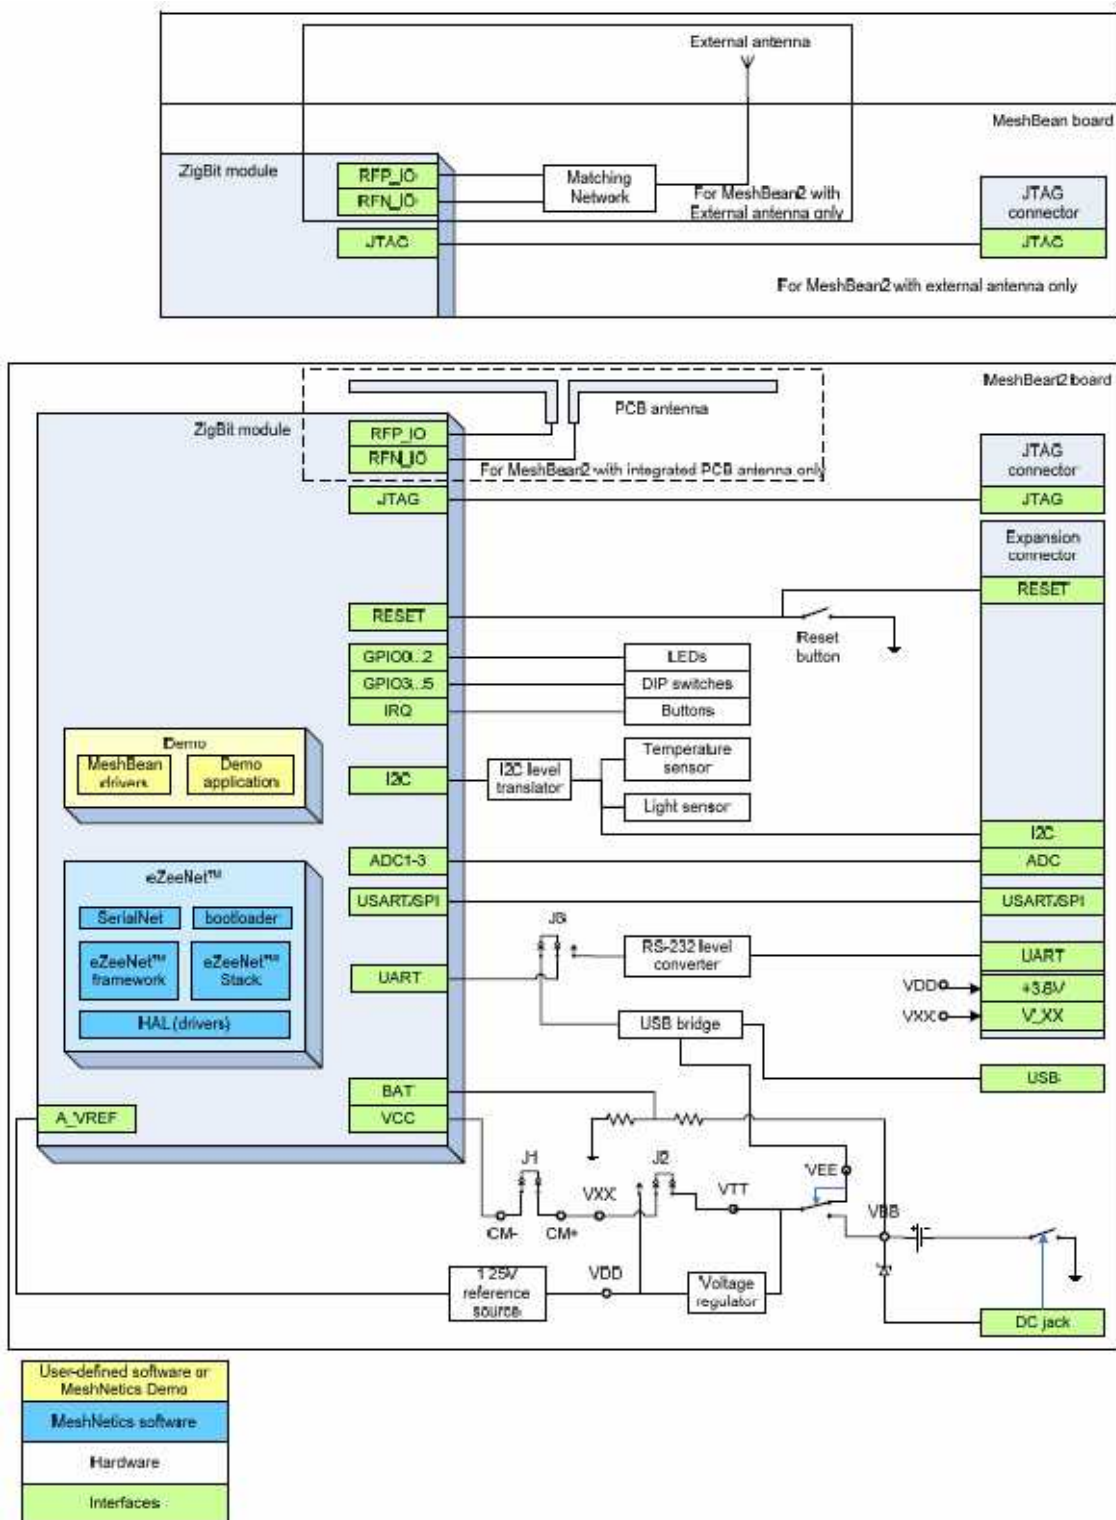 External antenna
MeshBean board
ZigBit module
RFP_IO
RFN_IO
JTAG
Matching
Network
For MeshBean2 with
External antenna only
JTAG
connector
JTAG
For MeshBean2 with external antenna only
MeshBean2 board
PCB antenna
ZigBit module
RFP_IO
RFN_IO
For MeshBean2 with integrated PCB antenna only
JTAG
JTAG
connector
JTAG
Expansion
connector
RESET
RESET
Reset
button
GPIO0...2
LEDs
GPIO3...5
DIP switches
IRQ
Buttons
Demo
MeshBean
drivers
Demo
application
I2C
I2C level
translator
Temperature
sensor
Light sensor
I2C
ADC1-3
ADC
eZeeNet™
SerialNet
bootloader
eZeeNet™
framework
eZeeNet™
Stack
HAL (drivers)
USART/SPI
USART/SPI
J3
RS-232 level
converter
UART
UART
VDD
+3.6V
VXX
V_XX
USB bridge
USB
BAT
VCC
A_VREF
J1
J2
VEE
VXX
VTT
VBB
CM-
CM+
1.25V
reference
source
VDD
Voltage
regulator
DC jack
User-defined software or
MeshNetics Demo
MeshNetics software
Hardware
Interfaces